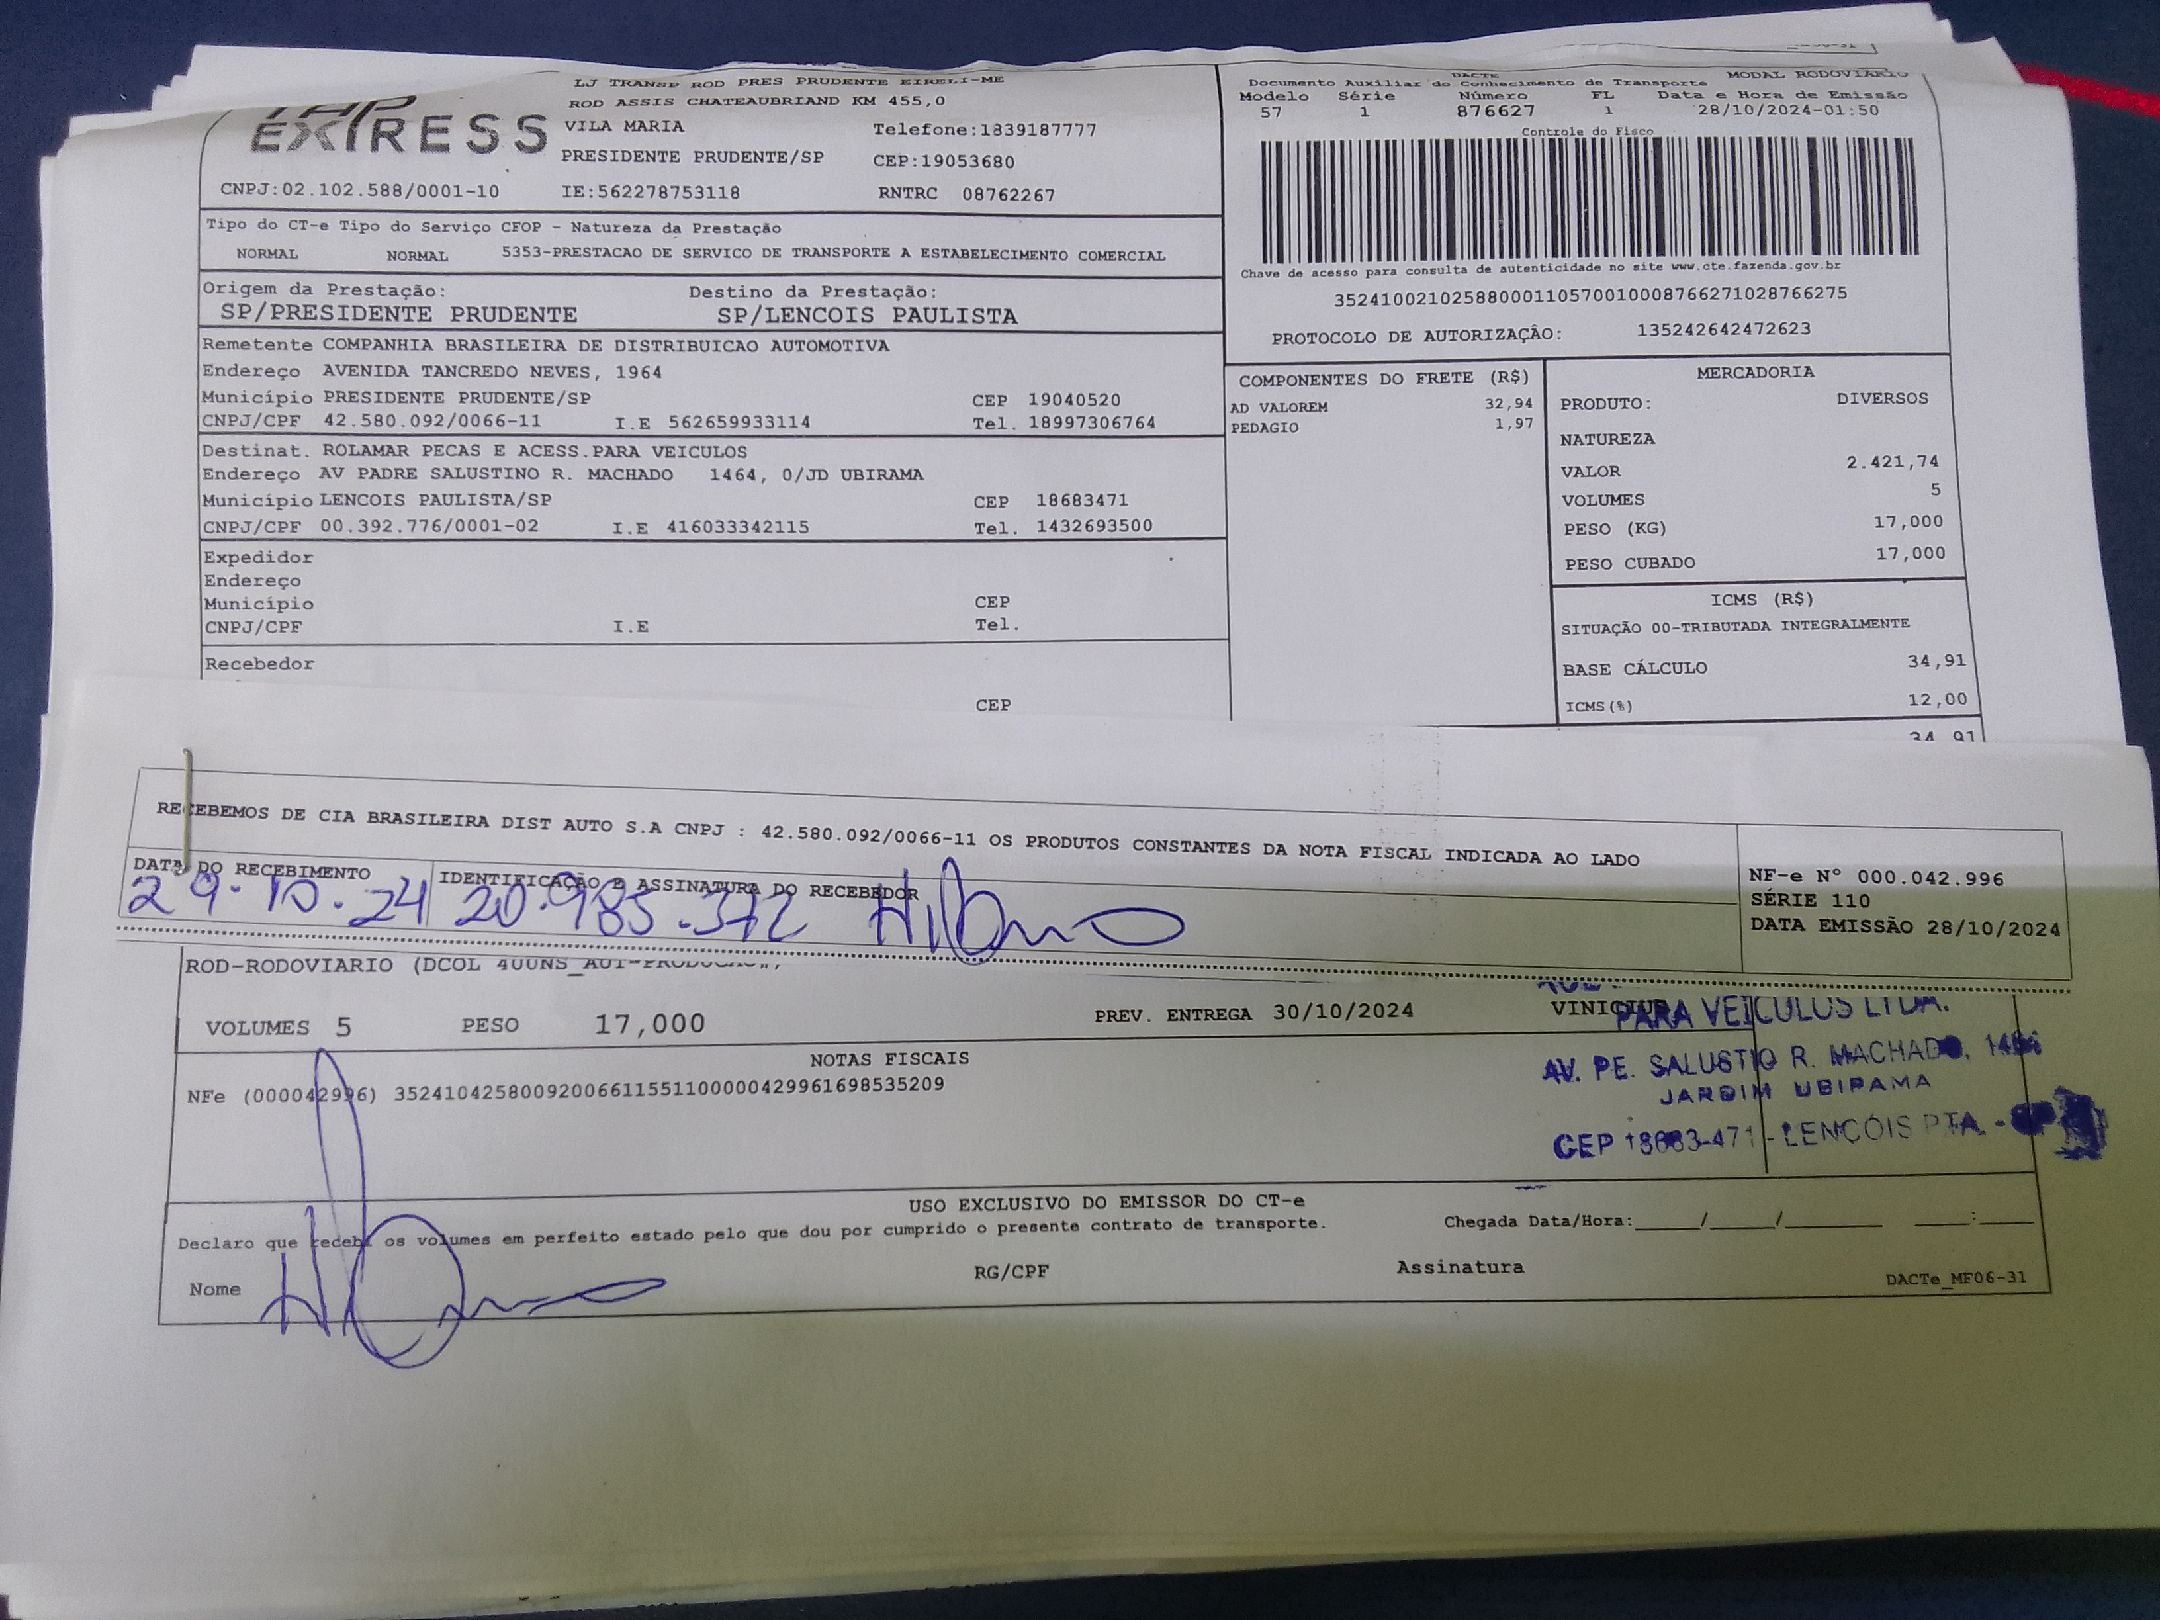 LJ TRANSP ROD PRES PRUDENTE EIRELI-ME
ROD ASSIS CHATEAUBRIAND KM 455,0
EXPRESS
VILA MARIA Telefone:1839187777
PRESIDENTE PRUDENTE/SP CEP:19053680
CNPJ:02.102.588/0001-10 IE:562278753118 RNTRC 08762267
DACTE MODAL RODOVIARIO
Documento Auxiliar do Conhecimento de Transporte
Modelo Série Número FL Data e Hora de Emissão
57 1 876627 1 28/10/2024-01:50
Controle do Fisco
Chave de acesso para consulta de autenticidade no site www.cte.fazenda.gov.br
35241002102588000110570010008766271028766275
PROTOCOLO DE AUTORIZAÇÂO: 135242642472623
Tipo do CT-e Tipo do Serviço CFOP - Natureza da Prestação
NORMAL NORMAL 5353-PRESTACAO DE SERVICO DE TRANSPORTE A ESTABELECIMENTO COMERCIAL
Origem da Prestação: Destino da Prestação:
SP/PRESIDENTE PRUDENTE SP/LENCOIS PAULISTA
Remetente COMPANHIA BRASILEIRA DE DISTRIBUICAO AUTOMOTIVA
Endereço AVENIDA TANCREDO NEVES, 1964
Município PRESIDENTE PRUDENTE/SP CEP 19040520
CNPJ/CPF 42.580.092/0066-11 I.E 562659933114 Tel. 18997306764
Destinat. ROLAMAR PECAS E ACESS.PARA VEICULOS
Endereço AV PADRE SALUSTINO R. MACHADO 1464, 0/JD UBIRAMA
Município LENCOIS PAULISTA/SP CEP 18683471
CNPJ/CPF 00.392.776/0001-02 I.E 416033342115 Tel. 1432693500
Expedidor
Endereço
Município CEP
CNPJ/CPF I.E Tel.
Recebedor
CEP
COMPONENTES DO FRETE (R$)
AD VALOREM 32,94
PEDAGIO 1,97
MERCADORIA
PRODUTO: DIVERSOS
NATUREZA
VALOR 2.421,74
VOLUMES 5
PESO (KG) 17,000
PESO CUBADO 17,000
ICMS (R$)
SITUAÇÃO 00-TRIBUTADA INTEGRALMENTE
BASE CÁLCULO 34,91
ICMS(%) 12,00
34,91
RECEBEMOS DE CIA BRASILEIRA DIST AUTO S.A CNPJ : 42.580.092/0066-11 OS PRODUTOS CONSTANTES DA NOTA FISCAL INDICADA AO LADO
DATA DO RECEBIMENTO IDENTIFICAÇÃO E ASSINATURA DO RECEBEDOR
29.10.24 20.985.372
NF-e N° 000.042.996
SÉRIE 110
DATA EMISSÃO 28/10/2024
ROD-RODOVIARIO (DCOL
VOLUMES 5 PESO 17,000 PREV. ENTREGA 30/10/2024 VINICIUS
NOTAS FISCAIS
NFe (000042996) 35241042580092006611551100000429961698535209
PARA VEICULOS LTDA.
AV. PE. SALUSTIO R. MACHADO, 1464
JARDIM UBIRAMA
CEP 18683-471 - LENÇÓIS PTA. -
USO EXCLUSIVO DO EMISSOR DO CT-e
Declaro que recebi os volumes em perfeito estado pelo que dou por cumprido o presente contrato de transporte. Chegada Data/Hora:_____/_____/________ ____:____
Nome RG/CPF Assinatura
DACTe_MF06-31